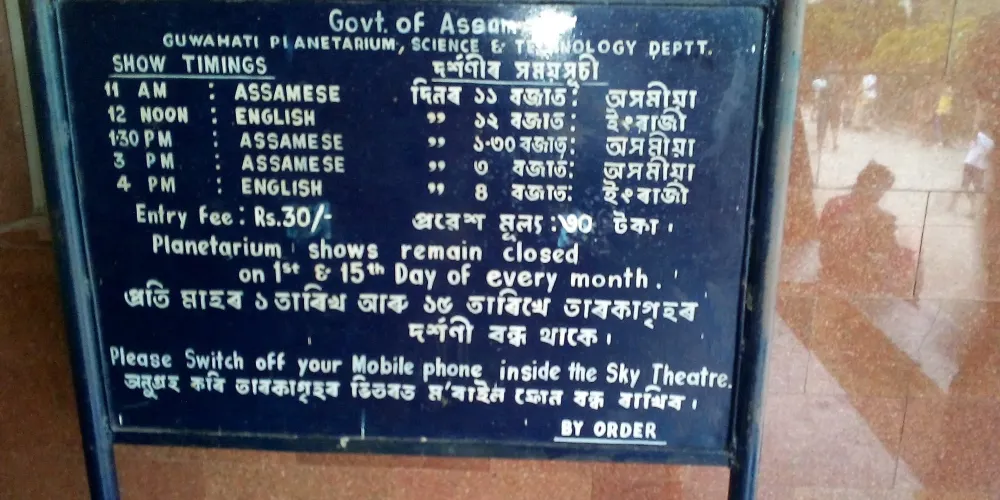 Govt. of Assam
GUWAHATI PLANETARIUM, SCIENCE & TECHNOLOGY DEPTT.
SHOW TIMINGS দৰ্শণীৰ সময়সূচী
11 AM : ASSAMESE দিনৰ ১১ বজাত: অসমীয়া
12 NOON : ENGLISH " ১২ বজাত: ইংৰাজী
1·30 PM : ASSAMESE " ১·৩০ বজাত: অসমীয়া
3 PM : ASSAMESE " ৩ বজাত: অসমীয়া
4 PM : ENGLISH " ৪ বজাত: ইংৰাজী
Entry Fee : Rs.30/- প্ৰৱেশ মূল্য : ৩০ টকা ।
Planetarium shows remain closed
on 1st & 15th Day of every month.
প্ৰতি মাহৰ ১ তাৰিখ আৰু ১৫ তাৰিখে তাৰকাগৃহৰ
দৰ্শণী বন্ধ থাকে ।
Please Switch off your Mobile phone inside the Sky Theatre.
অনুগ্ৰহ কৰি তাৰকাগৃহৰ ভিতৰত ম'বাইল ফোন বন্ধ ৰাখিব ।
BY ORDER